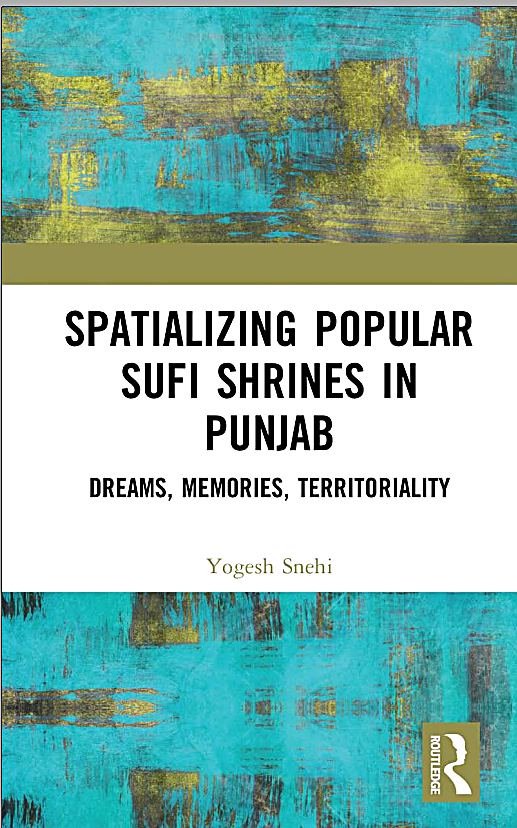 SPATIALIZING POPULAR
SUFI SHRINES IN
PUNJAB
DREAMS, MEMORIES, TERRITORIALITY
Yogesh Snehi
ROUTLEDGE